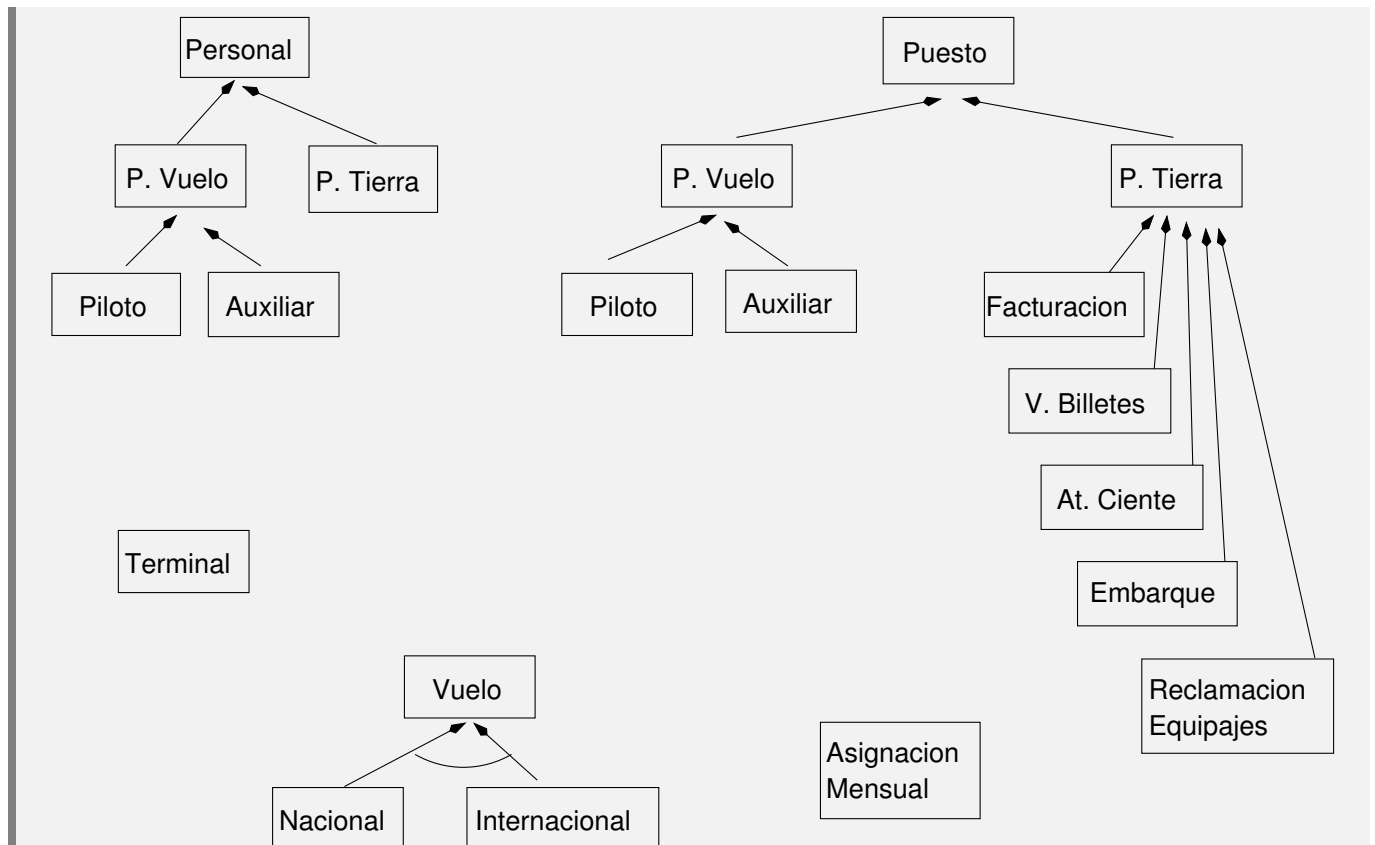 Personal
Puesto
P. Vuelo
P. Tierra
P. Vuelo
P. Tierra
Piloto
Auxiliar
Piloto
Auxiliar
Facturacion
V. Billetes
At. Ciente
Terminal
Embarque
Vuelo
Reclamacion
Equipajes
Asignacion
Mensual
Nacional
Internacional